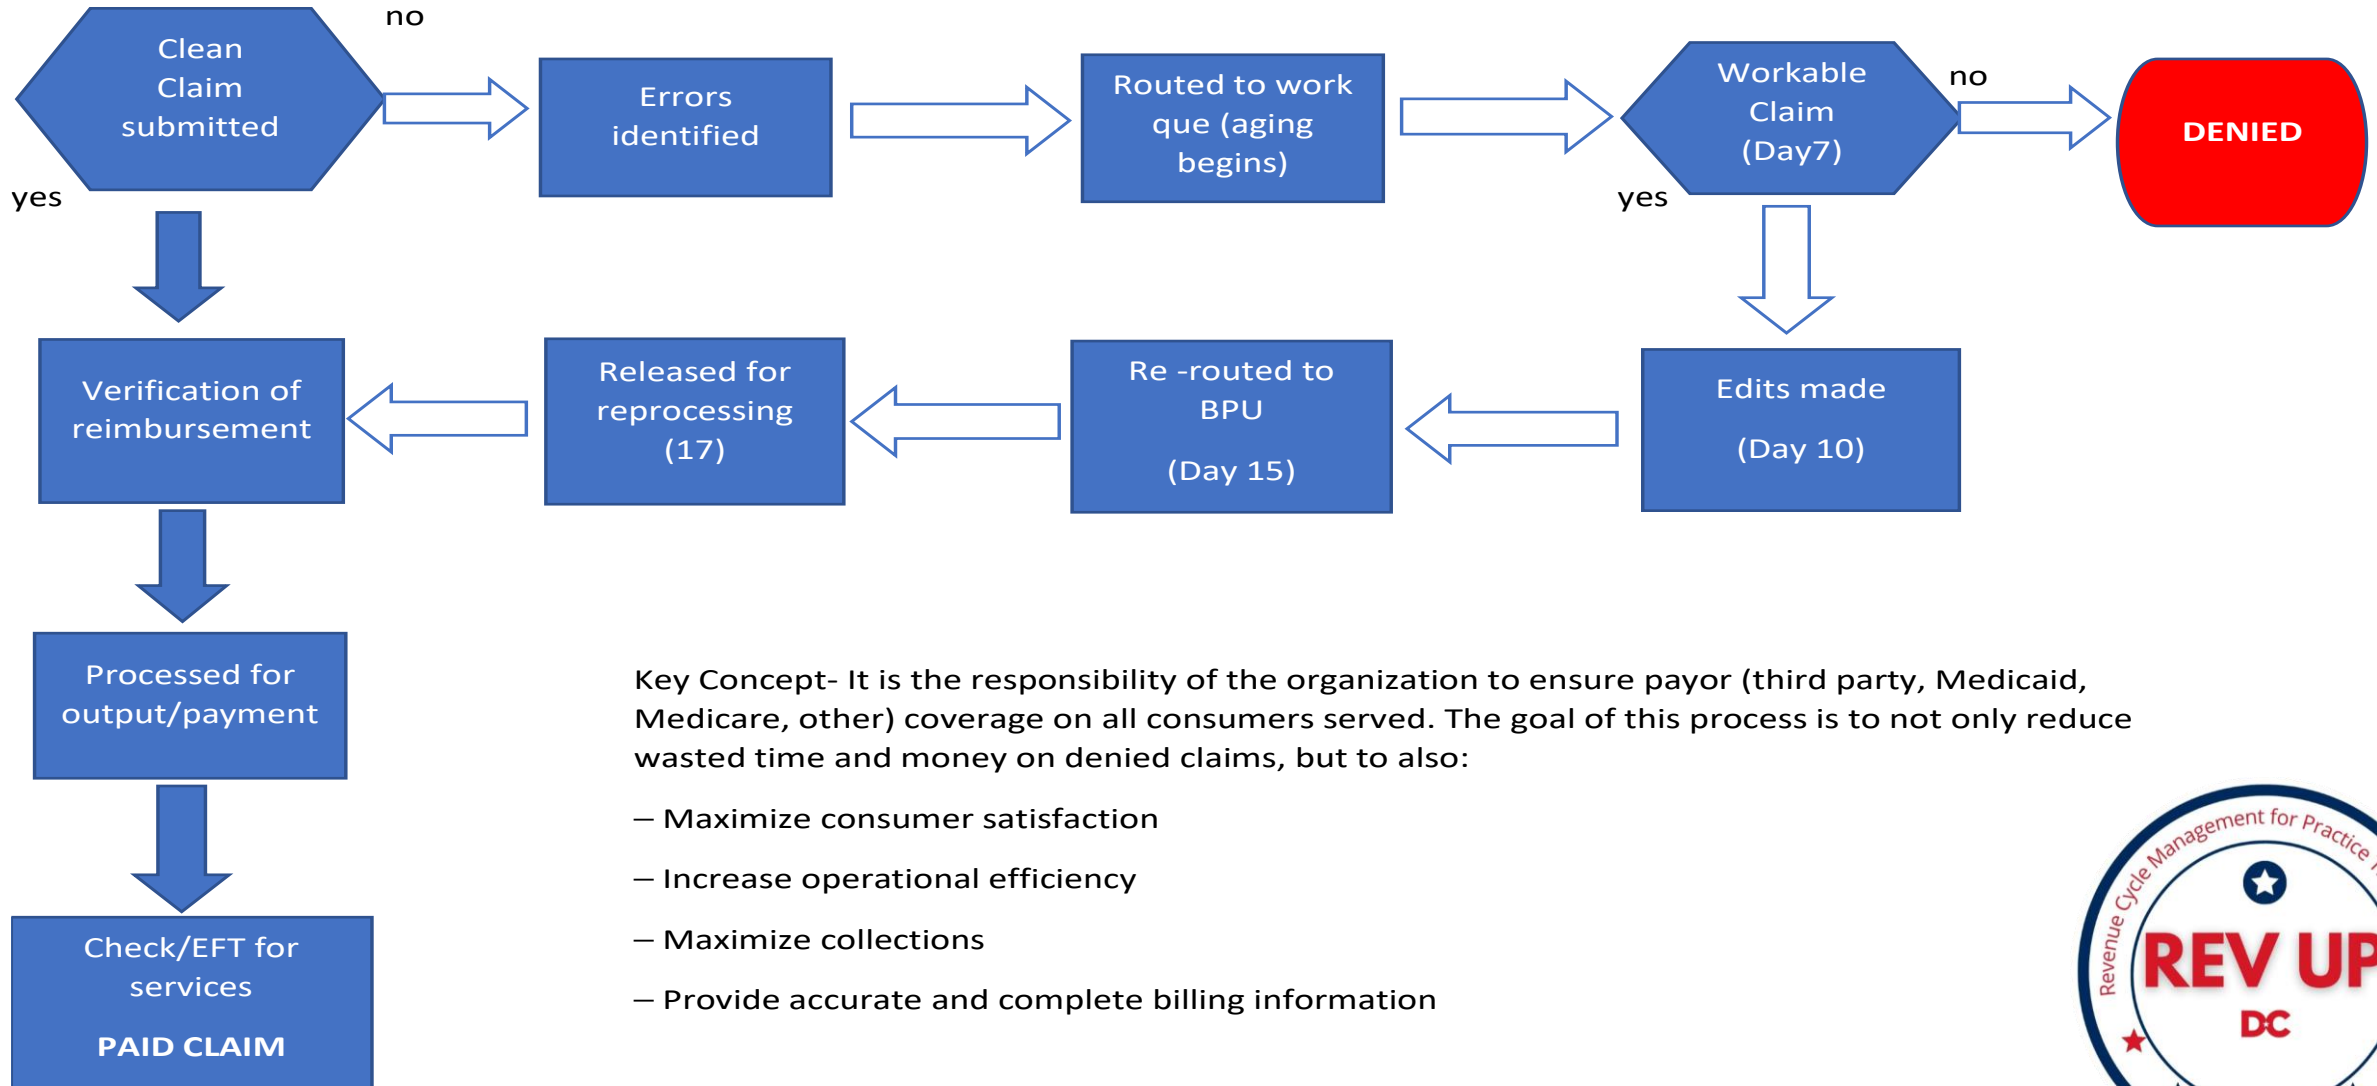 no
Clean
Claim
submitted
yes
Errors
identified
Routed to work
que (aging
begins)
Workable
Claim
(Day7)
no
yes
DENIED
Verification of
reimbursement
Released for
reprocessing
(17)
Re -routed to
BPU
(Day 15)
Edits made
(Day 10)
Processed for
output/payment
Check/EFT for
services
PAID CLAIM
Key Concept- It is the responsibility of the organization to ensure payor (third party, Medicaid,
Medicare, other) coverage on all consumers served. The goal of this process is to not only reduce
wasted time and money on denied claims, but to also:
– Maximize consumer satisfaction
– Increase operational efficiency
– Maximize collections
– Provide accurate and complete billing information
Revenue Cycle Management for Practice
REV UP
DC